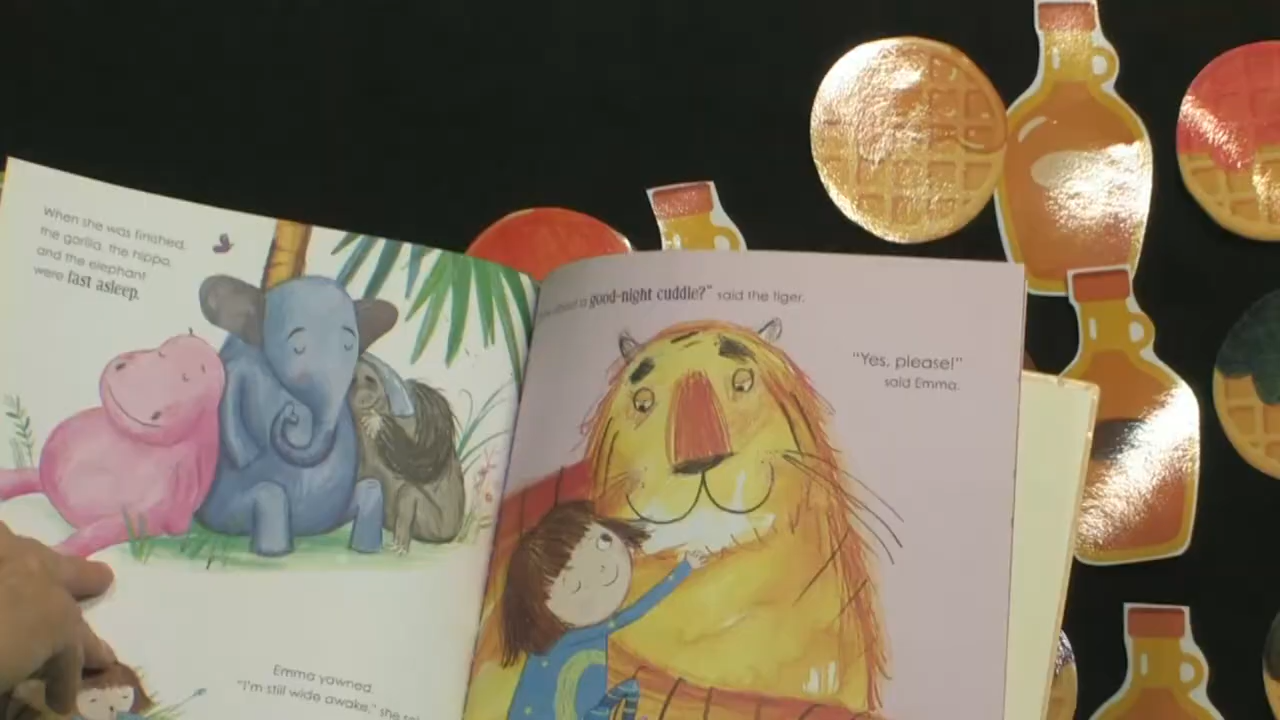 When she was finished,
the gorilla, the hippo,
and the elephant
were fast asleep.
Emma yawned.
"I'm still wide awake," she
about a good-night cuddle?" said the tiger.
"Yes, please!"
said Emma.